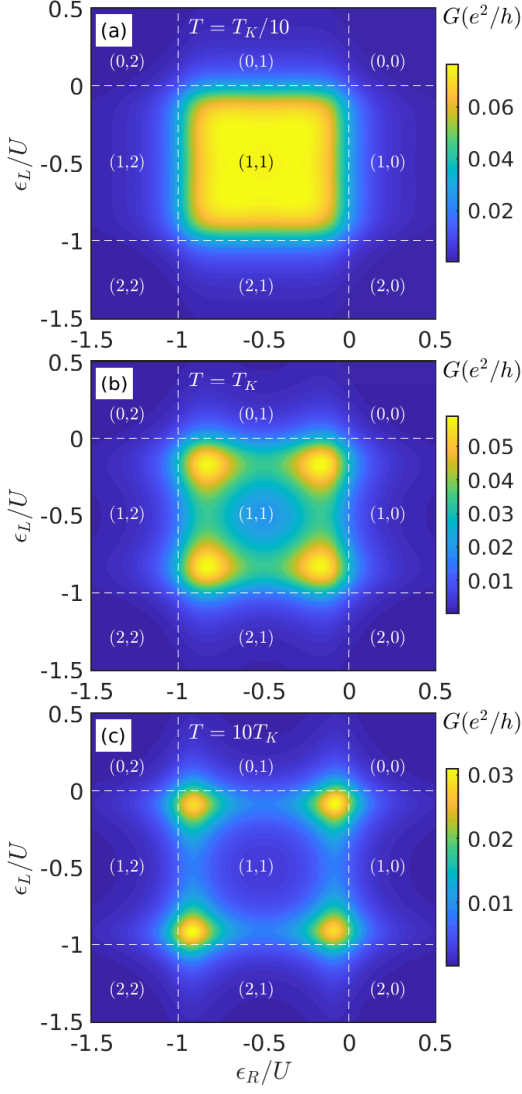 (a) T = T_K/10 G(e²/h)
(0,2) (0,1) (0,0)
(1,2) (1,1) (1,0)
(2,2) (2,1) (2,0)
0.5
0
-0.5
-1
-1.5
ϵ_L/U
-1.5 -1 -0.5 0 0.5
0.06
0.04
0.02
(b) T = T_K G(e²/h)
(0,2) (0,1) (0,0)
(1,2) (1,1) (1,0)
(2,2) (2,1) (2,0)
0.5
0
-0.5
-1
-1.5
ϵ_L/U
-1.5 -1 -0.5 0 0.5
0.05
0.04
0.03
0.02
0.01
(c) T = 10T_K G(e²/h)
(0,2) (0,1) (0,0)
(1,2) (1,1) (1,0)
(2,2) (2,1) (2,0)
0.5
0
-0.5
-1
-1.5
ϵ_L/U
-1.5 -1 -0.5 0 0.5
ϵ_R/U
0.03
0.02
0.01